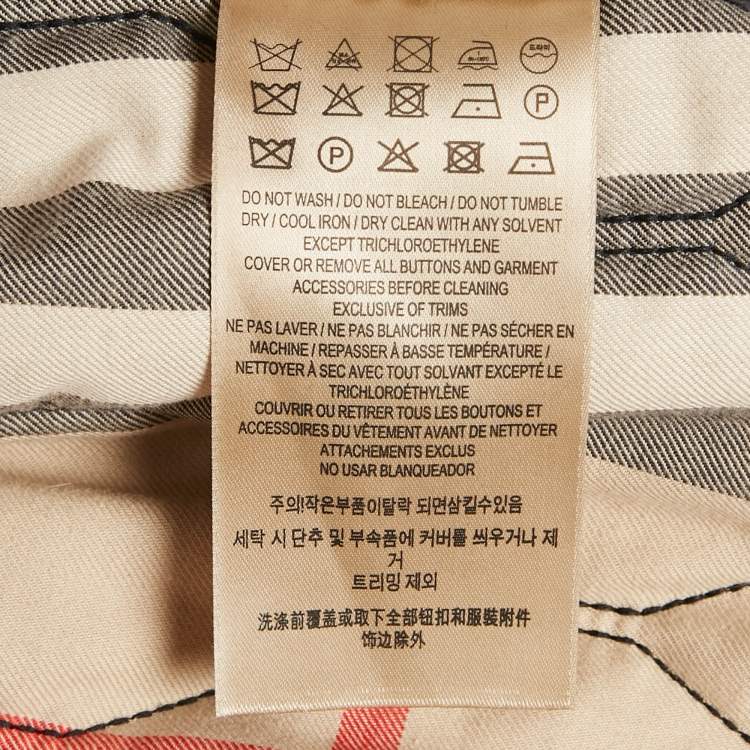 드라이
P
P
DO NOT WASH / DO NOT BLEACH / DO NOT TUMBLE
DRY / COOL IRON / DRY CLEAN WITH ANY SOLVENT
EXCEPT TRICHLOROETHYLENE
COVER OR REMOVE ALL BUTTONS AND GARMENT
ACCESSORIES BEFORE CLEANING
EXCLUSIVE OF TRIMS
NE PAS LAVER / NE PAS BLANCHIR / NE PAS SÉCHER EN
MACHINE / REPASSER À BASSE TEMPÉRATURE /
NETTOYER À SEC AVEC TOUT SOLVANT EXCEPTÉ LE
TRICHLOROÉTHYLÈNE
COUVRIR OU RETIRER TOUS LES BOUTONS ET
ACCESSOIRES DU VÊTEMENT AVANT DE NETTOYER
ATTACHEMENTS EXCLUS
NO USAR BLANQUEADOR
주의!작은부품이탈락 되면삼킬수있음
세탁 시 단추 및 부속품에 커버를 씌우거나 제
거
트리밍 제외
洗涤前覆盖或取下全部钮扣和服裝附件
饰边除外